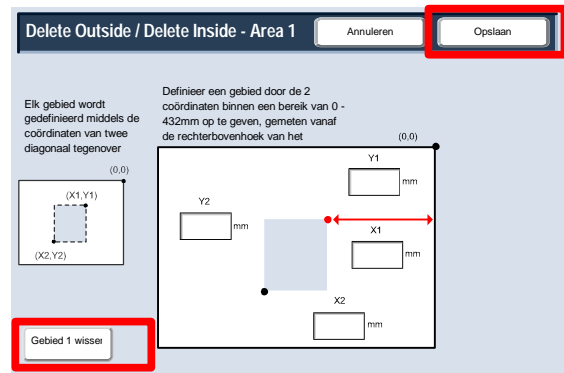 Delete Outside / Delete Inside - Area 1
Annuleren
Opslaan
Elk gebied wordt
gedefinieerd middels de
coördinaten van twee
diagonaal tegenover
(0,0)
(X1,Y1)
(X2,Y2)
Definieer een gebied door de 2
coördinaten binnen een bereik van 0 -
432mm op te geven, gemeten vanaf
de rechterbovenhoek van het
(0,0)
Y1
mm
Y2
mm
X1
mm
X2
mm
Gebied 1 wisser